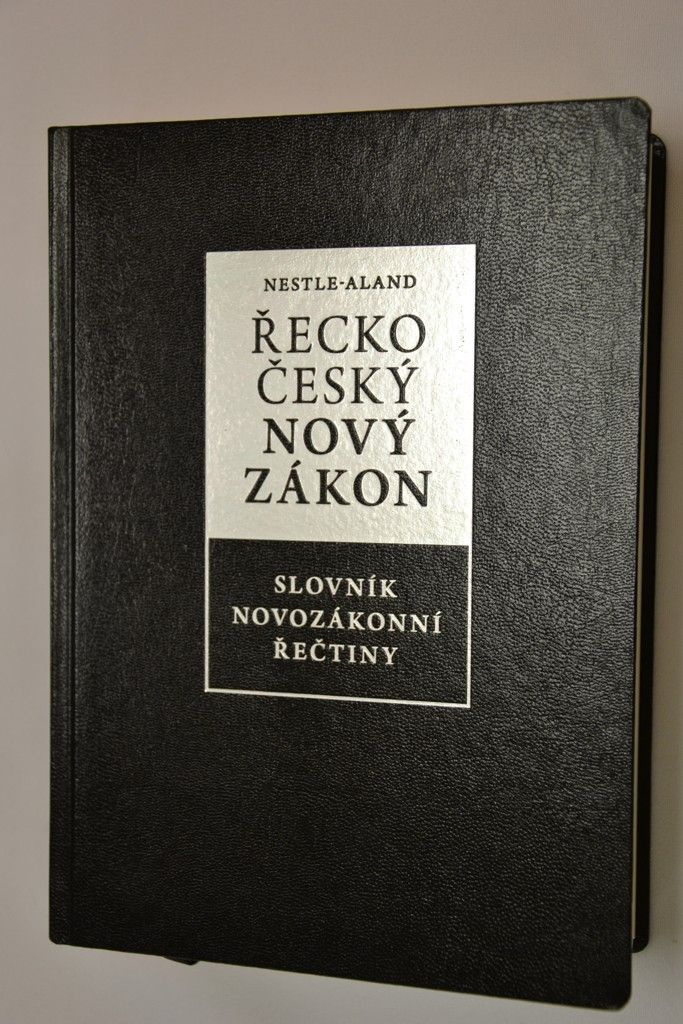 NESTLE-ALAND
ŘECKO
ČESKÝ
NOVÝ
ZÁKON
SLOVNÍK
NOVOZÁKONNÍ
ŘEČTINY